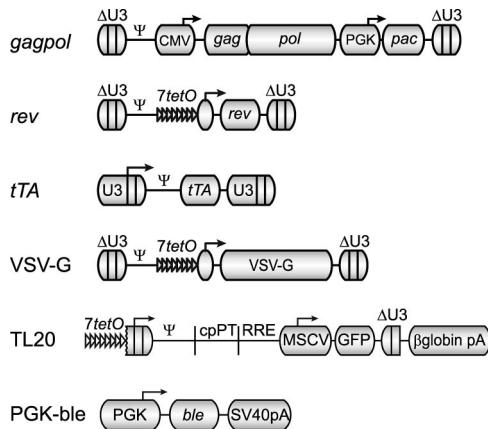 ΔU3 ΔU3
gagpol Ψ CMV gag pol PGK pac
ΔU3 7tetO ΔU3
rev Ψ rev
tTA U3 Ψ tTA U3
ΔU3 7tetO ΔU3
VSV-G Ψ VSV-G
7tetO ΔU3
TL20 Ψ cpPT RRE MSCV GFP βglobin pA
PGK-ble PGK ble SV40pA